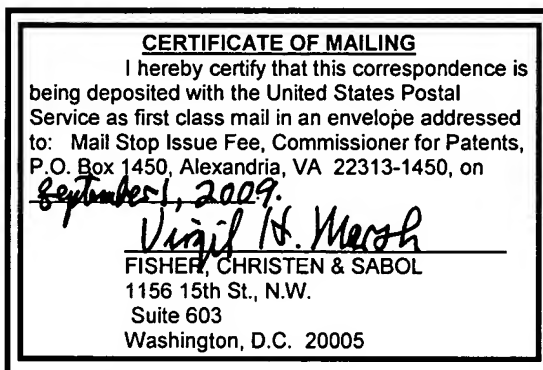 CERTIFICATE OF MAILING
I hereby certify that this correspondence is
being deposited with the United States Postal
Service as first class mail in an envelope addressed
to: Mail Stop Issue Fee, Commissioner for Patents,
P.O. Box 1450, Alexandria, VA 22313-1450, on
September 1, 2009.
Virgil H. Marsh
FISHER, CHRISTEN & SABOL
1156 15th St., N.W.
Suite 603
Washington, D.C. 20005